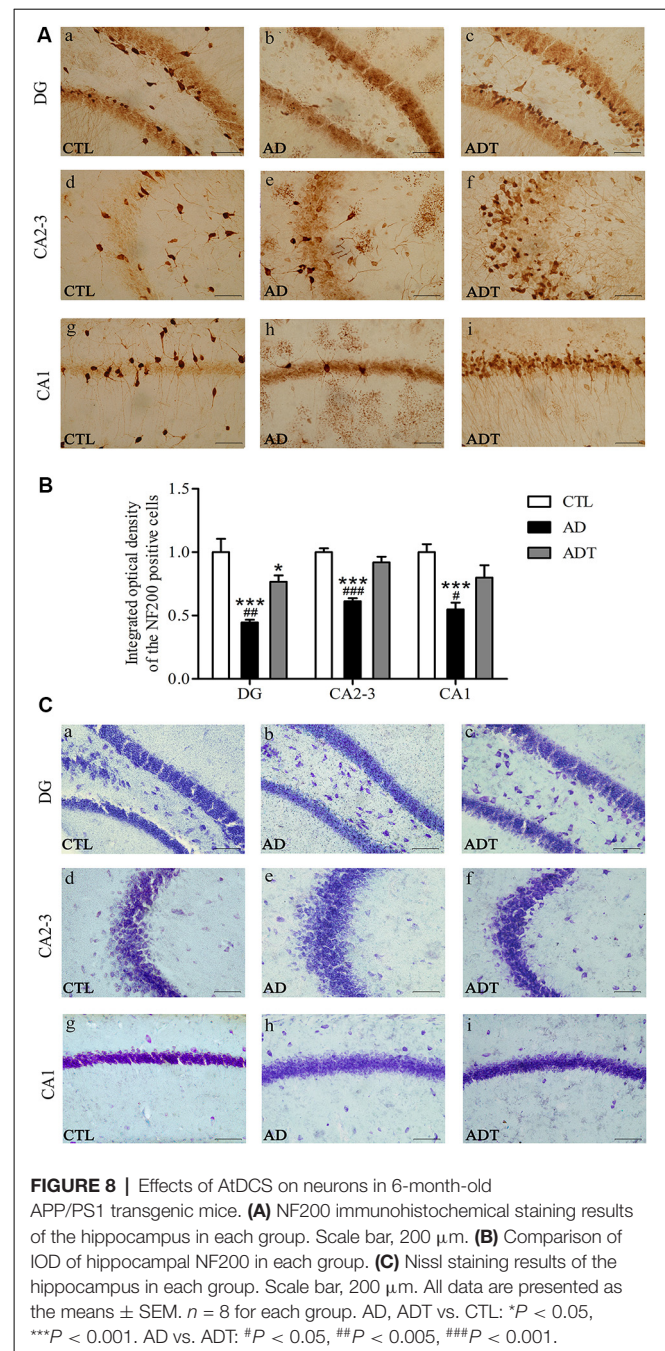 A
a b c
DG
CTL AD ADT
d e f
CA2-3
CTL AD ADT
g h i
CA1
CTL AD ADT
B
Integrated optical density
of the NF200 positive cells
1.5
1.0
0.5
0.0
***
##
*
***
###
***
#
DG CA2-3 CA1
CTL
AD
ADT
C
a b c
DG
CTL AD ADT
d e f
CA2-3
CTL AD ADT
g h i
CA1
CTL AD ADT
FIGURE 8 | Effects of AtDCS on neurons in 6-month-old
APP/PS1 transgenic mice. (A) NF200 immunohistochemical staining results
of the hippocampus in each group. Scale bar, 200 μm. (B) Comparison of
IOD of hippocampal NF200 in each group. (C) Nissl staining results of the
hippocampus in each group. Scale bar, 200 μm. All data are presented as
the means ± SEM. n = 8 for each group. AD, ADT vs. CTL: *P < 0.05,
***P < 0.001. AD vs. ADT: #P < 0.05, ##P < 0.005, ###P < 0.001.